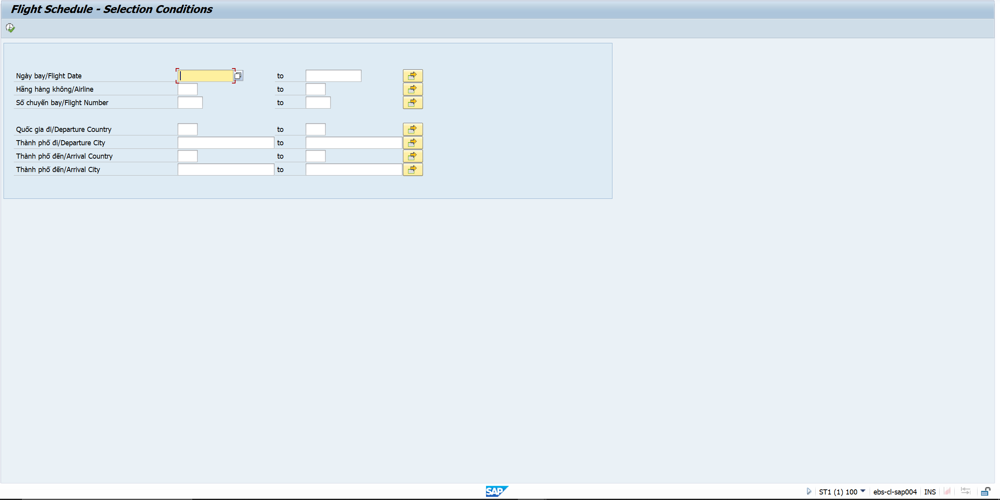 Flight Schedule - Selection Conditions
Ngày bay/Flight Date to
Hãng hàng không/Airline to
Số chuyến bay/Flight Number to
Quốc gia đi/Departure Country to
Thành phố đi/Departure City to
Thành phố đến/Arrival Country to
Thành phố đến/Arrival City to
SAP ST1 (1) 100 ebs-cl-sap004 INS